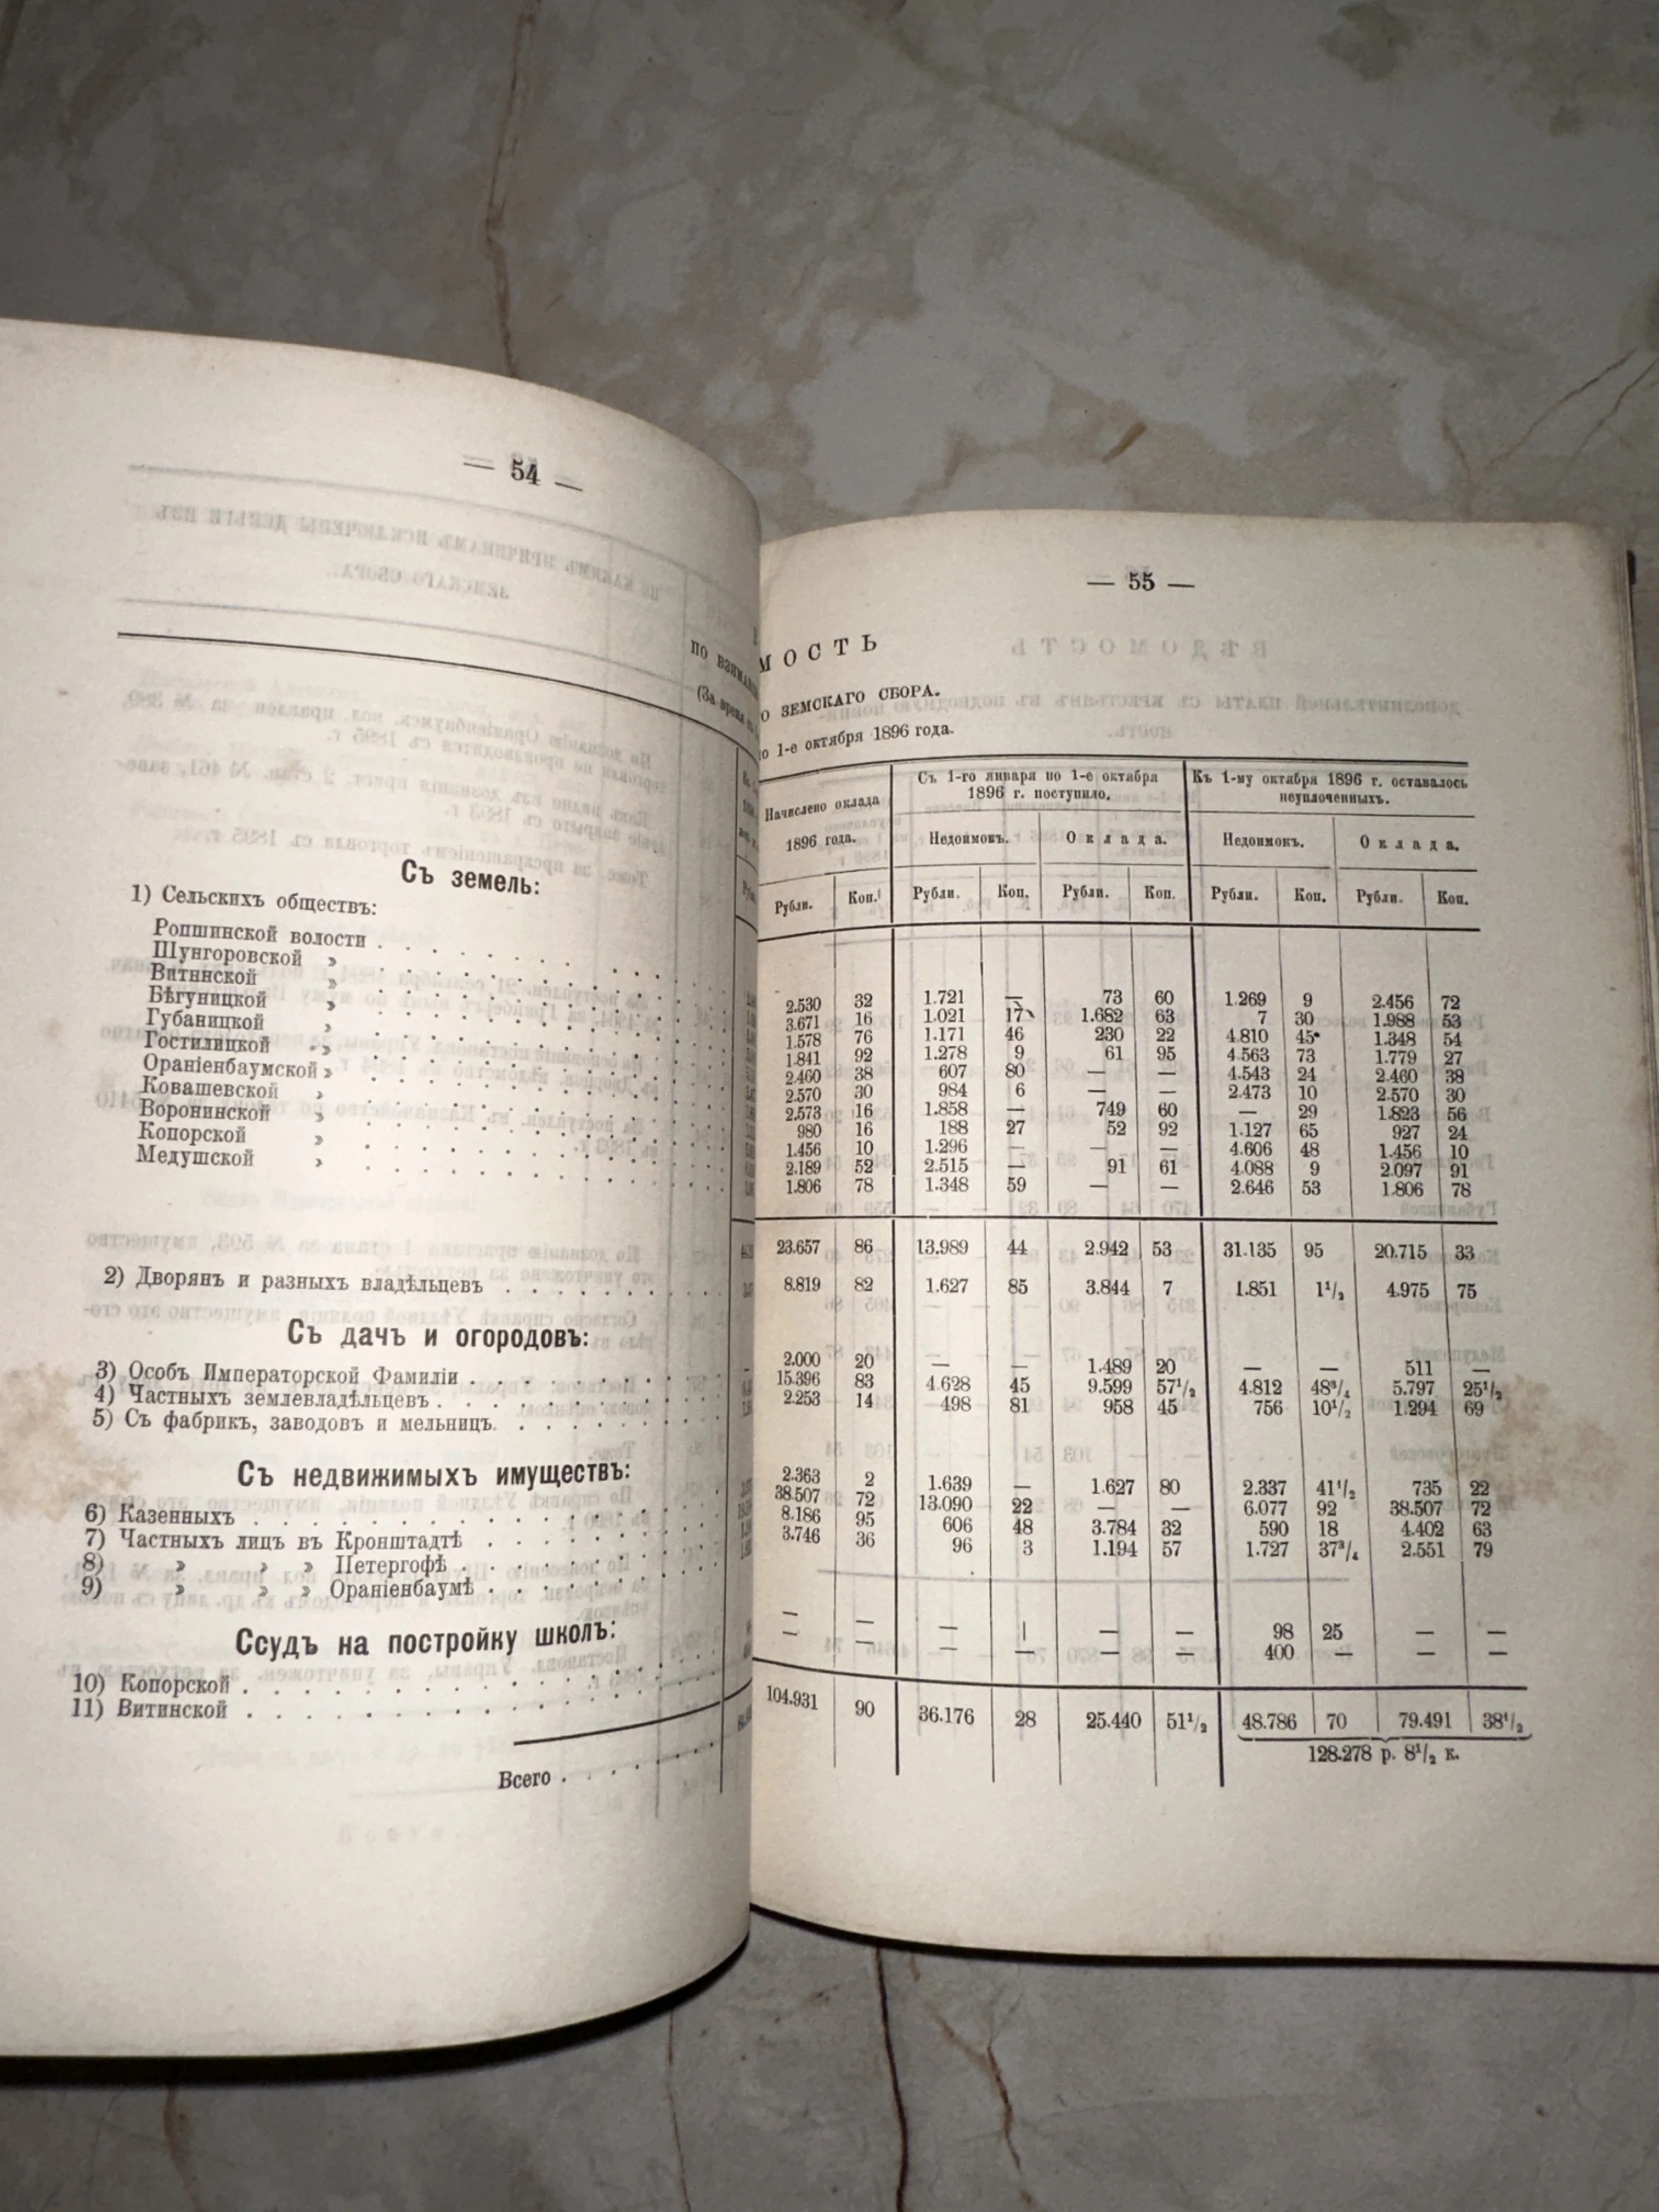 — 54 —
ПО ВЗИМАН
(За время съ
Съ земель:
1) Сельскихъ обществъ:
Ропшинской волости
Шунгоровской »
Витинской »
Бѣгуницкой »
Губаницкой »
Гостилицкой »
Ораніенбаумской »
Ковашевской »
Воронинской »
Копорской »
Медушской »
2) Дворянъ и разныхъ владѣльцевъ
Съ дачъ и огородовъ:
3) Особъ Императорской Фамиліи
4) Частныхъ землевладѣльцевъ
5) Съ фабрикъ, заводовъ и мельницъ
Съ недвижимыхъ имуществъ:
6) Казенныхъ
7) Частныхъ лицъ въ Кронштадтѣ
8) » » » Петергофѣ
9) » » » Ораніенбаумѣ
Ссудъ на постройку школъ:
10) Копорской
11) Витинской
Всего
— 55 —
МОСТЬ
О ЗЕМСКАГО СБОРА.
по 1-е октября 1896 года.
Начислено оклада 1896 года.
Съ 1-го января по 1-е октября 1896 г. поступило.
Къ 1-му октября 1896 г. оставалось неуплоченныхъ.
Недоимокъ. Оклада. Недоимокъ. Оклада.
Рубли. Коп. Рубли. Коп. Рубли. Коп. Рубли. Коп. Рубли. Коп.
2.530 32 1.721 — 73 60 1.269 9 2.456 72
3.671 16 1.021 17 1.682 63 7 30 1.988 53
1.578 76 1.171 46 230 22 4.810 45 1.348 54
1.841 92 1.278 9 61 95 4.563 73 1.779 27
2.460 38 607 80 — — 4.543 24 2.460 38
2.570 30 984 6 — — 2.473 10 2.570 30
2.573 16 1.858 — 749 60 — 29 1.823 56
980 16 188 27 52 92 1.127 65 927 24
1.456 10 1.296 — — — 4.606 48 1.456 10
2.189 52 2.515 — 91 61 4.088 9 2.097 91
1.806 78 1.348 59 — — 2.646 53 1.806 78
23.657 86 13.989 44 2.942 53 31.135 95 20.715 33
8.819 82 1.627 85 3.844 7 1.851 1¹/₂ 4.975 75
2.000 20 — — 1.489 20 — — 511 —
15.396 83 4.628 45 9.599 57¹/₂ 4.812 48³/₄ 5.797 25¹/₂
2.253 14 498 81 958 45 756 10¹/₂ 1.294 69
2.363 2 1.639 — 1.627 80 2.337 41¹/₂ 735 22
38.507 72 13.090 22 — — 6.077 92 38.507 72
8.186 95 606 48 3.784 32 590 18 4.402 63
3.746 36 96 3 1.194 57 1.727 37³/₄ 2.551 79
— — — | — — 98 25 — —
— — — — — — 400 — — —
104.931 90 36.176 28 25.440 51¹/₂ 48.786 70 79.491 38¹/₂
128.278 р. 8¹/₂ к.